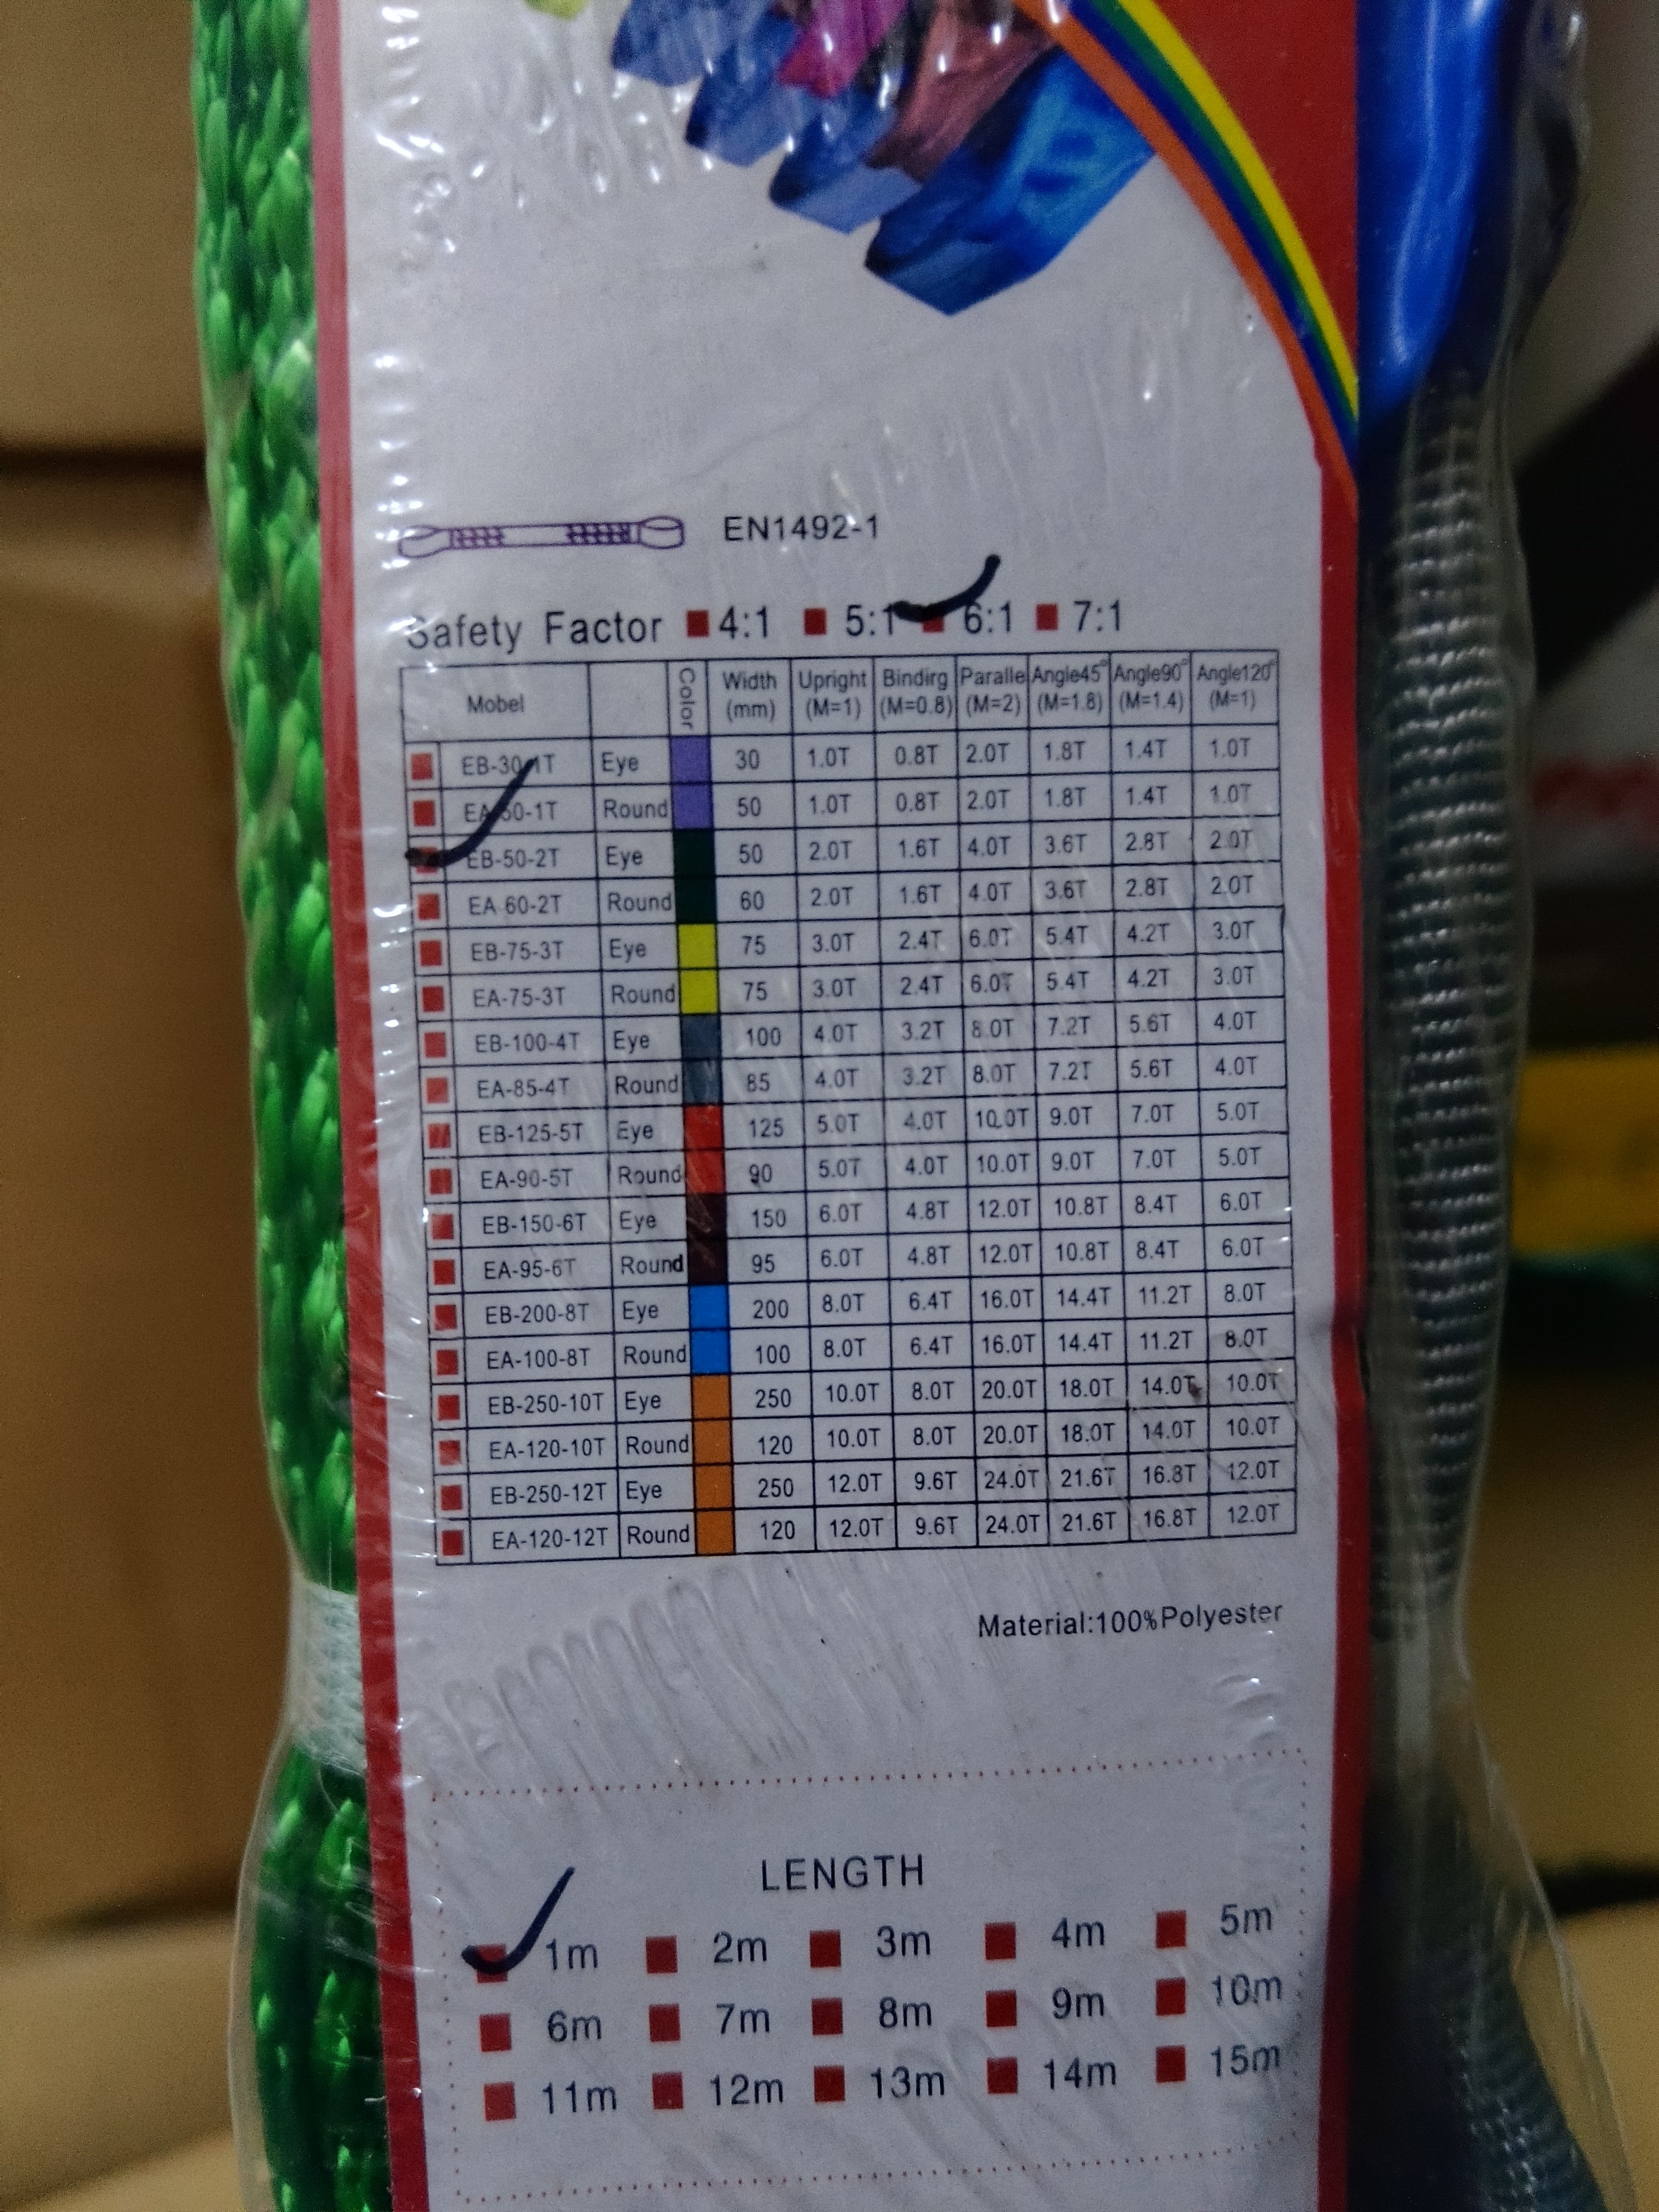 EN1492-1
Safety Factor 4:1 5:1 6:1 7:1
Mobel Color Width (mm) Upright (M=1) Bindirg (M=0.8) Paralle (M=2) Angle45° (M=1.8) Angle90° (M=1.4) Angle120° (M=1)
EB-30-1T Eye 30 1.0T 0.8T 2.0T 1.8T 1.4T 1.0T
EA-50-1T Round 50 1.0T 0.8T 2.0T 1.8T 1.4T 1.0T
EB-50-2T Eye 50 2.0T 1.6T 4.0T 3.6T 2.8T 2.0T
EA 60-2T Round 60 2.0T 1.6T 4.0T 3.6T 2.8T 2.0T
EB-75-3T Eye 75 3.0T 2.4T 6.0T 5.4T 4.2T 3.0T
EA-75-3T Round 75 3.0T 2.4T 6.0T 5.4T 4.2T 3.0T
EB-100-4T Eye 100 4.0T 3.2T 8.0T 7.2T 5.6T 4.0T
EA-85-4T Round 85 4.0T 3.2T 8.0T 7.2T 5.6T 4.0T
EB-125-5T Eye 125 5.0T 4.0T 10.0T 9.0T 7.0T 5.0T
EA-90-5T Round 90 5.0T 4.0T 10.0T 9.0T 7.0T 5.0T
EB-150-6T Eye 150 6.0T 4.8T 12.0T 10.8T 8.4T 6.0T
EA-95-6T Round 95 6.0T 4.8T 12.0T 10.8T 8.4T 6.0T
EB-200-8T Eye 200 8.0T 6.4T 16.0T 14.4T 11.2T 8.0T
EA-100-8T Round 100 8.0T 6.4T 16.0T 14.4T 11.2T 8.0T
EB-250-10T Eye 250 10.0T 8.0T 20.0T 18.0T 14.0T 10.0T
EA-120-10T Round 120 10.0T 8.0T 20.0T 18.0T 14.0T 10.0T
EB-250-12T Eye 250 12.0T 9.6T 24.0T 21.6T 16.8T 12.0T
EA-120-12T Round 120 12.0T 9.6T 24.0T 21.6T 16.8T 12.0T
Material:100%Polyester
LENGTH
1m 2m 3m 4m 5m
6m 7m 8m 9m 10m
11m 12m 13m 14m 15m